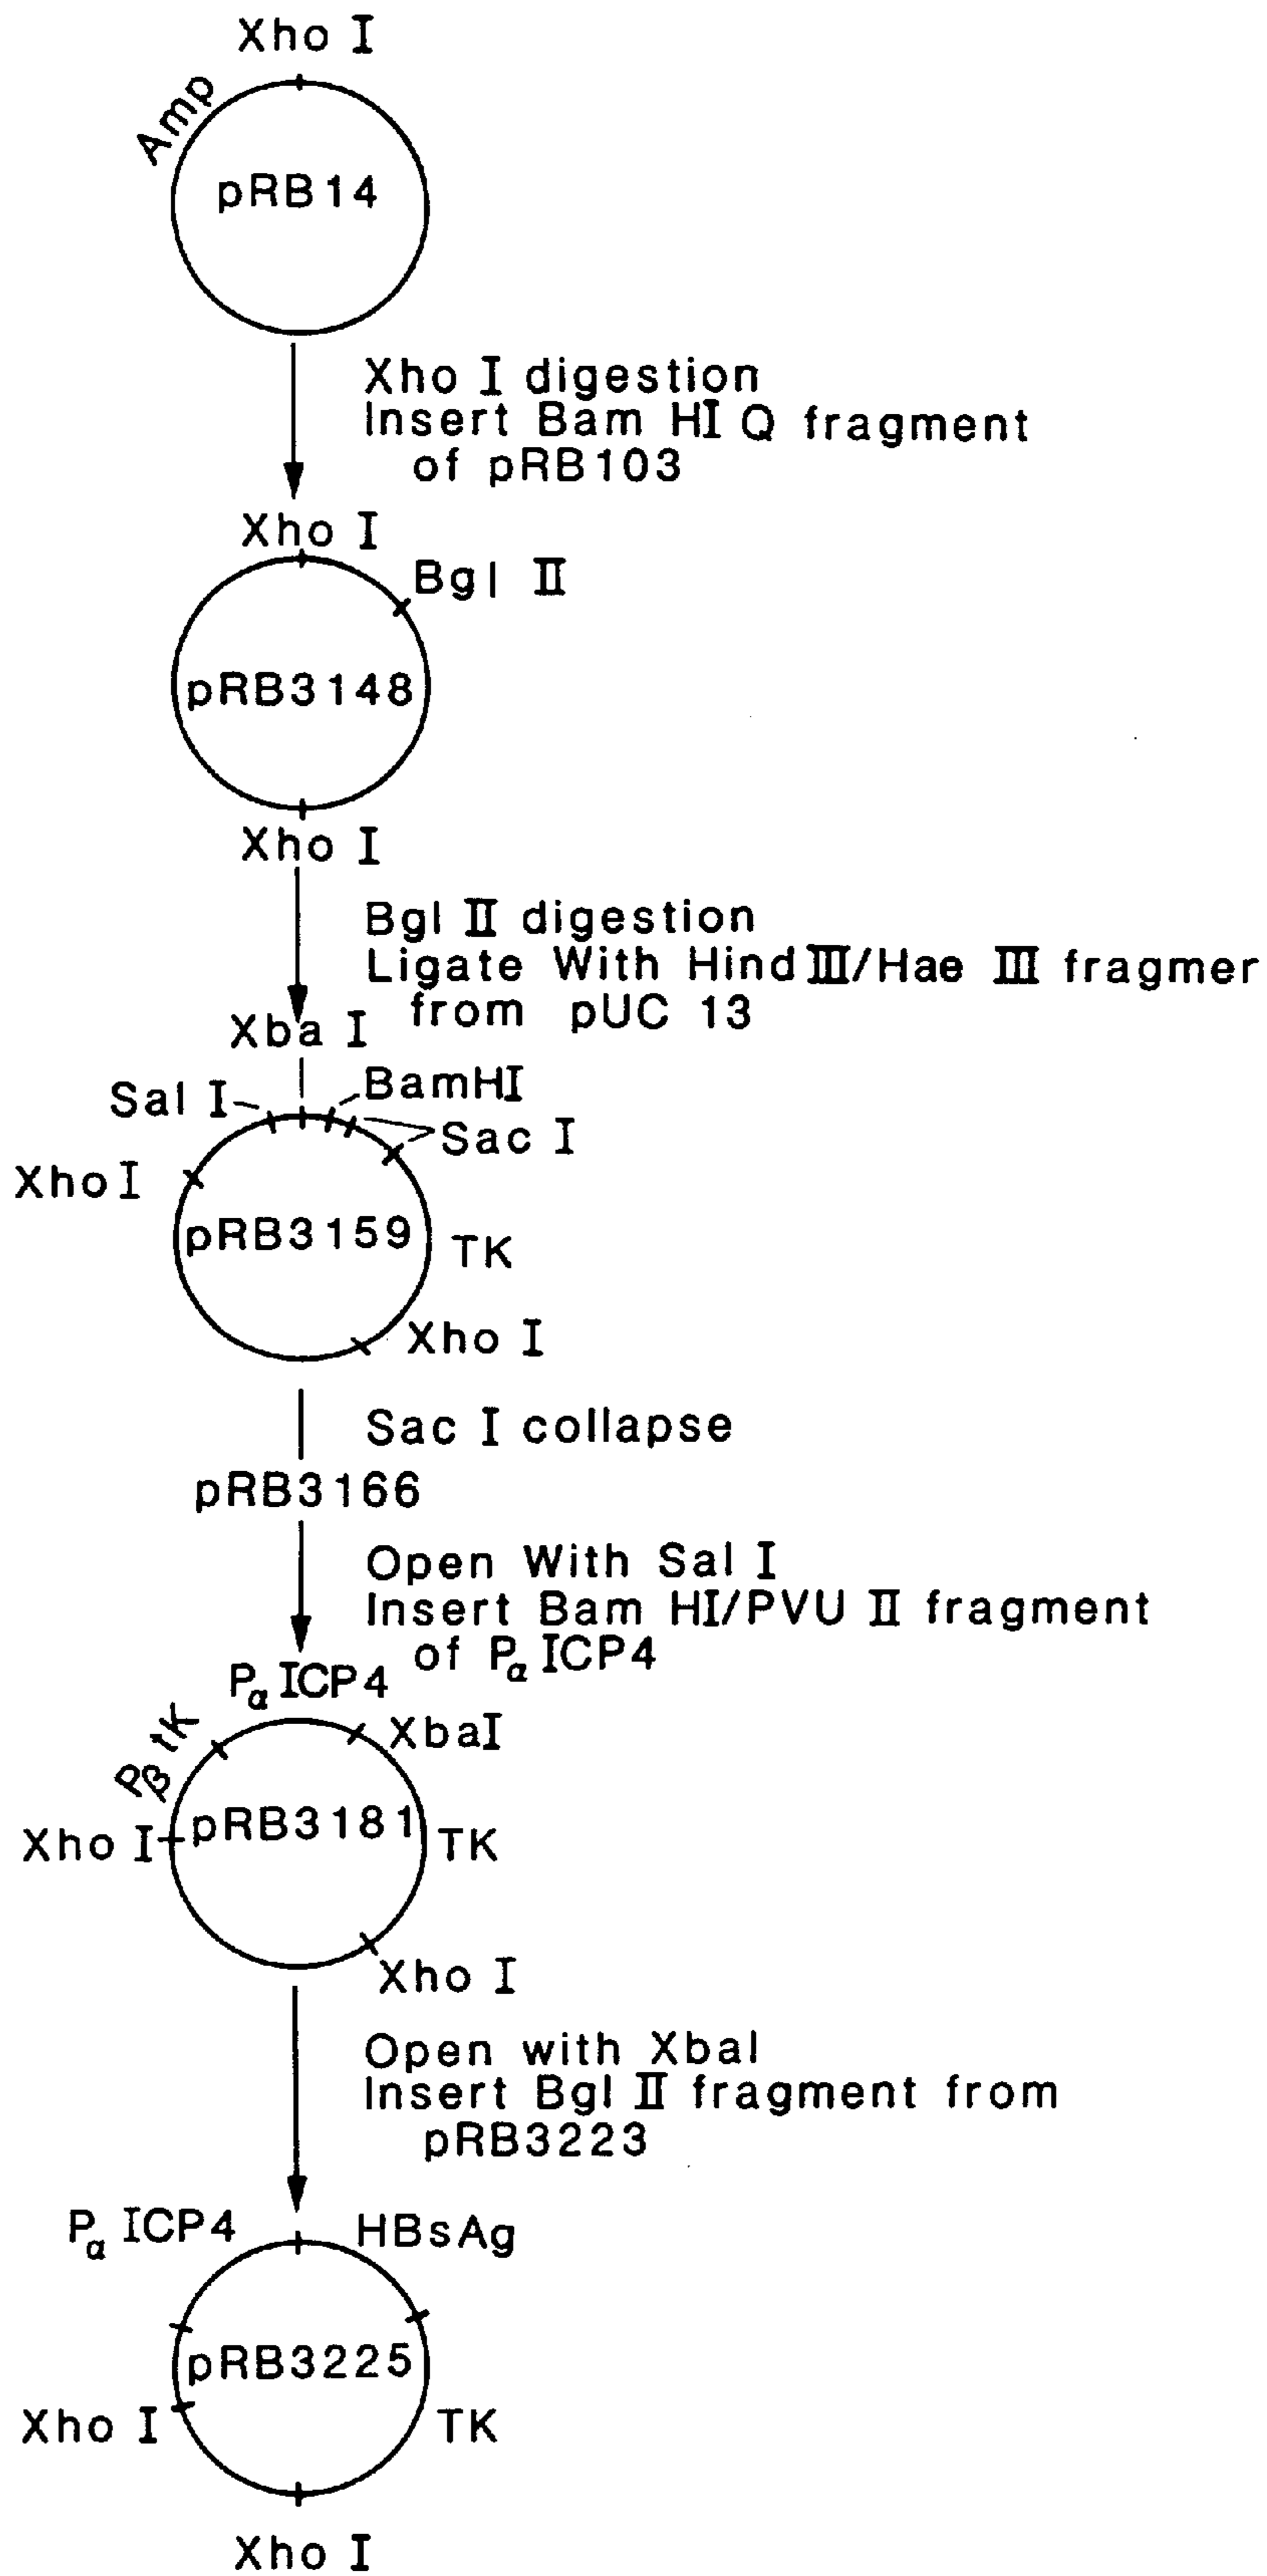 Xho I
Amp
pRB14
Xho I digestion
Insert Bam HI Q fragment
of pRB103
Xho I
Bgl II
pRB3148
Xho I
Bgl II digestion
Ligate With Hind III/Hae III fragmer
from pUC 13
Xba I
BamHI
Sal I
Sac I
Xho I
pRB3159
TK
Xho I
Sac I collapse
pRB3166
Open With Sal I
Insert Bam HI/PVU II fragment
of Pα ICP4
Pα ICP4
Pβ tK
XbaI
pRB3181
Xho I
TK
Xho I
Open with XbaI
Insert Bgl II fragment from
pRB3223
Pα ICP4
HBsAg
pRB3225
Xho I
TK
Xho I